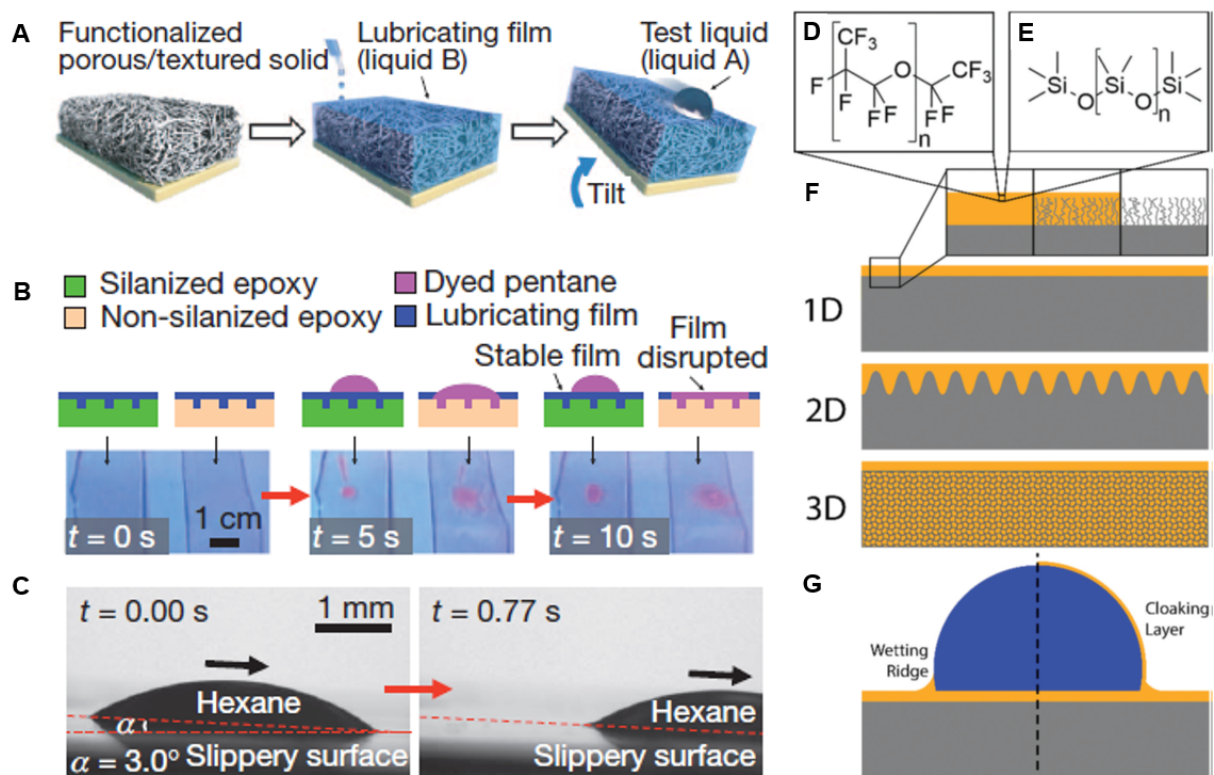 A
Functionalized
porous/textured solid
Lubricating film
(liquid B)
Test liquid
(liquid A)
Tilt
B
Silanized epoxy
Dyed pentane
Non-silanized epoxy
Lubricating film
Stable film
Film
disrupted
1 cm
t = 0 s
t = 5 s
t = 10 s
C
t = 0.00 s
1 mm
t = 0.77 s
Hexane
Hexane
α
α = 3.0º Slippery surface
Slippery surface
D
CF3
F
O
CF3
F
F
F
F
F
n
E
Si
Si
Si
O
O
n
F
1D
2D
3D
G
Cloaking
Layer
Wetting
Ridge